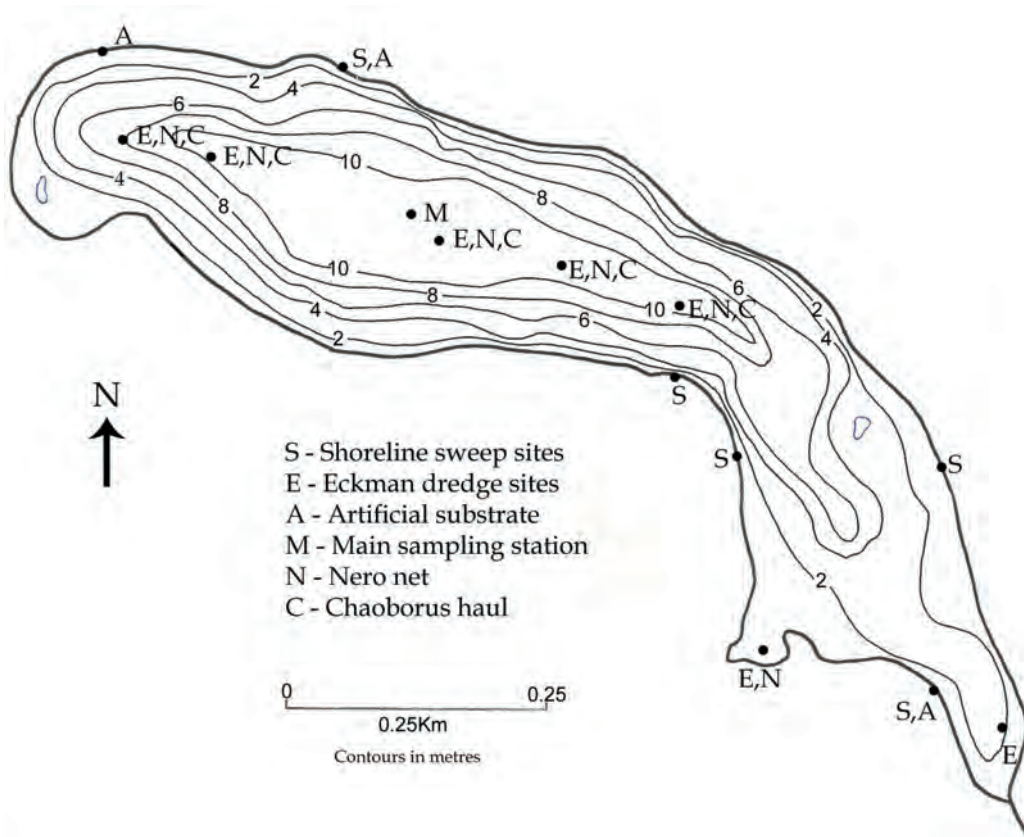 A
S,A
2
4
6
E,N,C
E,N,C
10
4
8
8
M
E,N,C
E,N,C
10
8
10
E,N,C
6
2
4
4
6
2
S
N
S
S
S - Shoreline sweep sites
E - Eckman dredge sites
A - Artificial substrate
M - Main sampling station
N - Nero net
C - Chaoborus haul
2
E,N
0
0.25
S,A
0.25Km
E
Contours in metres